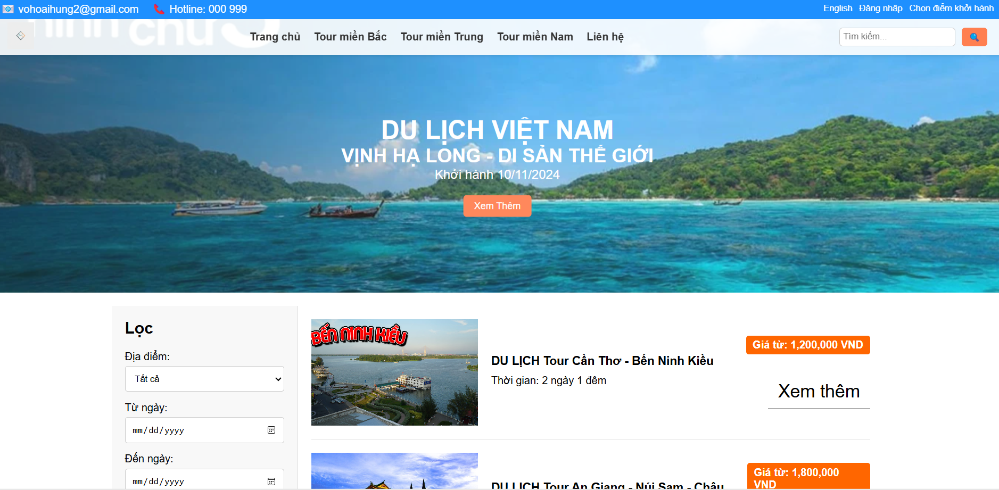 vohoaihung2@gmail.com
Hotline: 000 999
English
Đăng nhập
Chọn điểm khởi hành
ninh chữ
Trang chủ
Tour miền Bắc
Tour miền Trung
Tour miền Nam
Liên hệ
Tìm kiếm...
DU LỊCH VIỆT NAM
VỊNH HẠ LONG - DI SẢN THẾ GIỚI
Khởi hành 10/11/2024
Xem Thêm
Lọc
Địa điểm:
Tất cả
Từ ngày:
mm/dd/yyyy
Đến ngày:
mm/dd/yyyy
BẾN NINH KIỀU
DU LỊCH Tour Cần Thơ - Bến Ninh Kiều
Thời gian: 2 ngày 1 đêm
Giá từ: 1,200,000 VND
Xem thêm
DU LỊCH Tour An Giang - Núi Sam - Châu
Giá từ: 1,800,000
VND